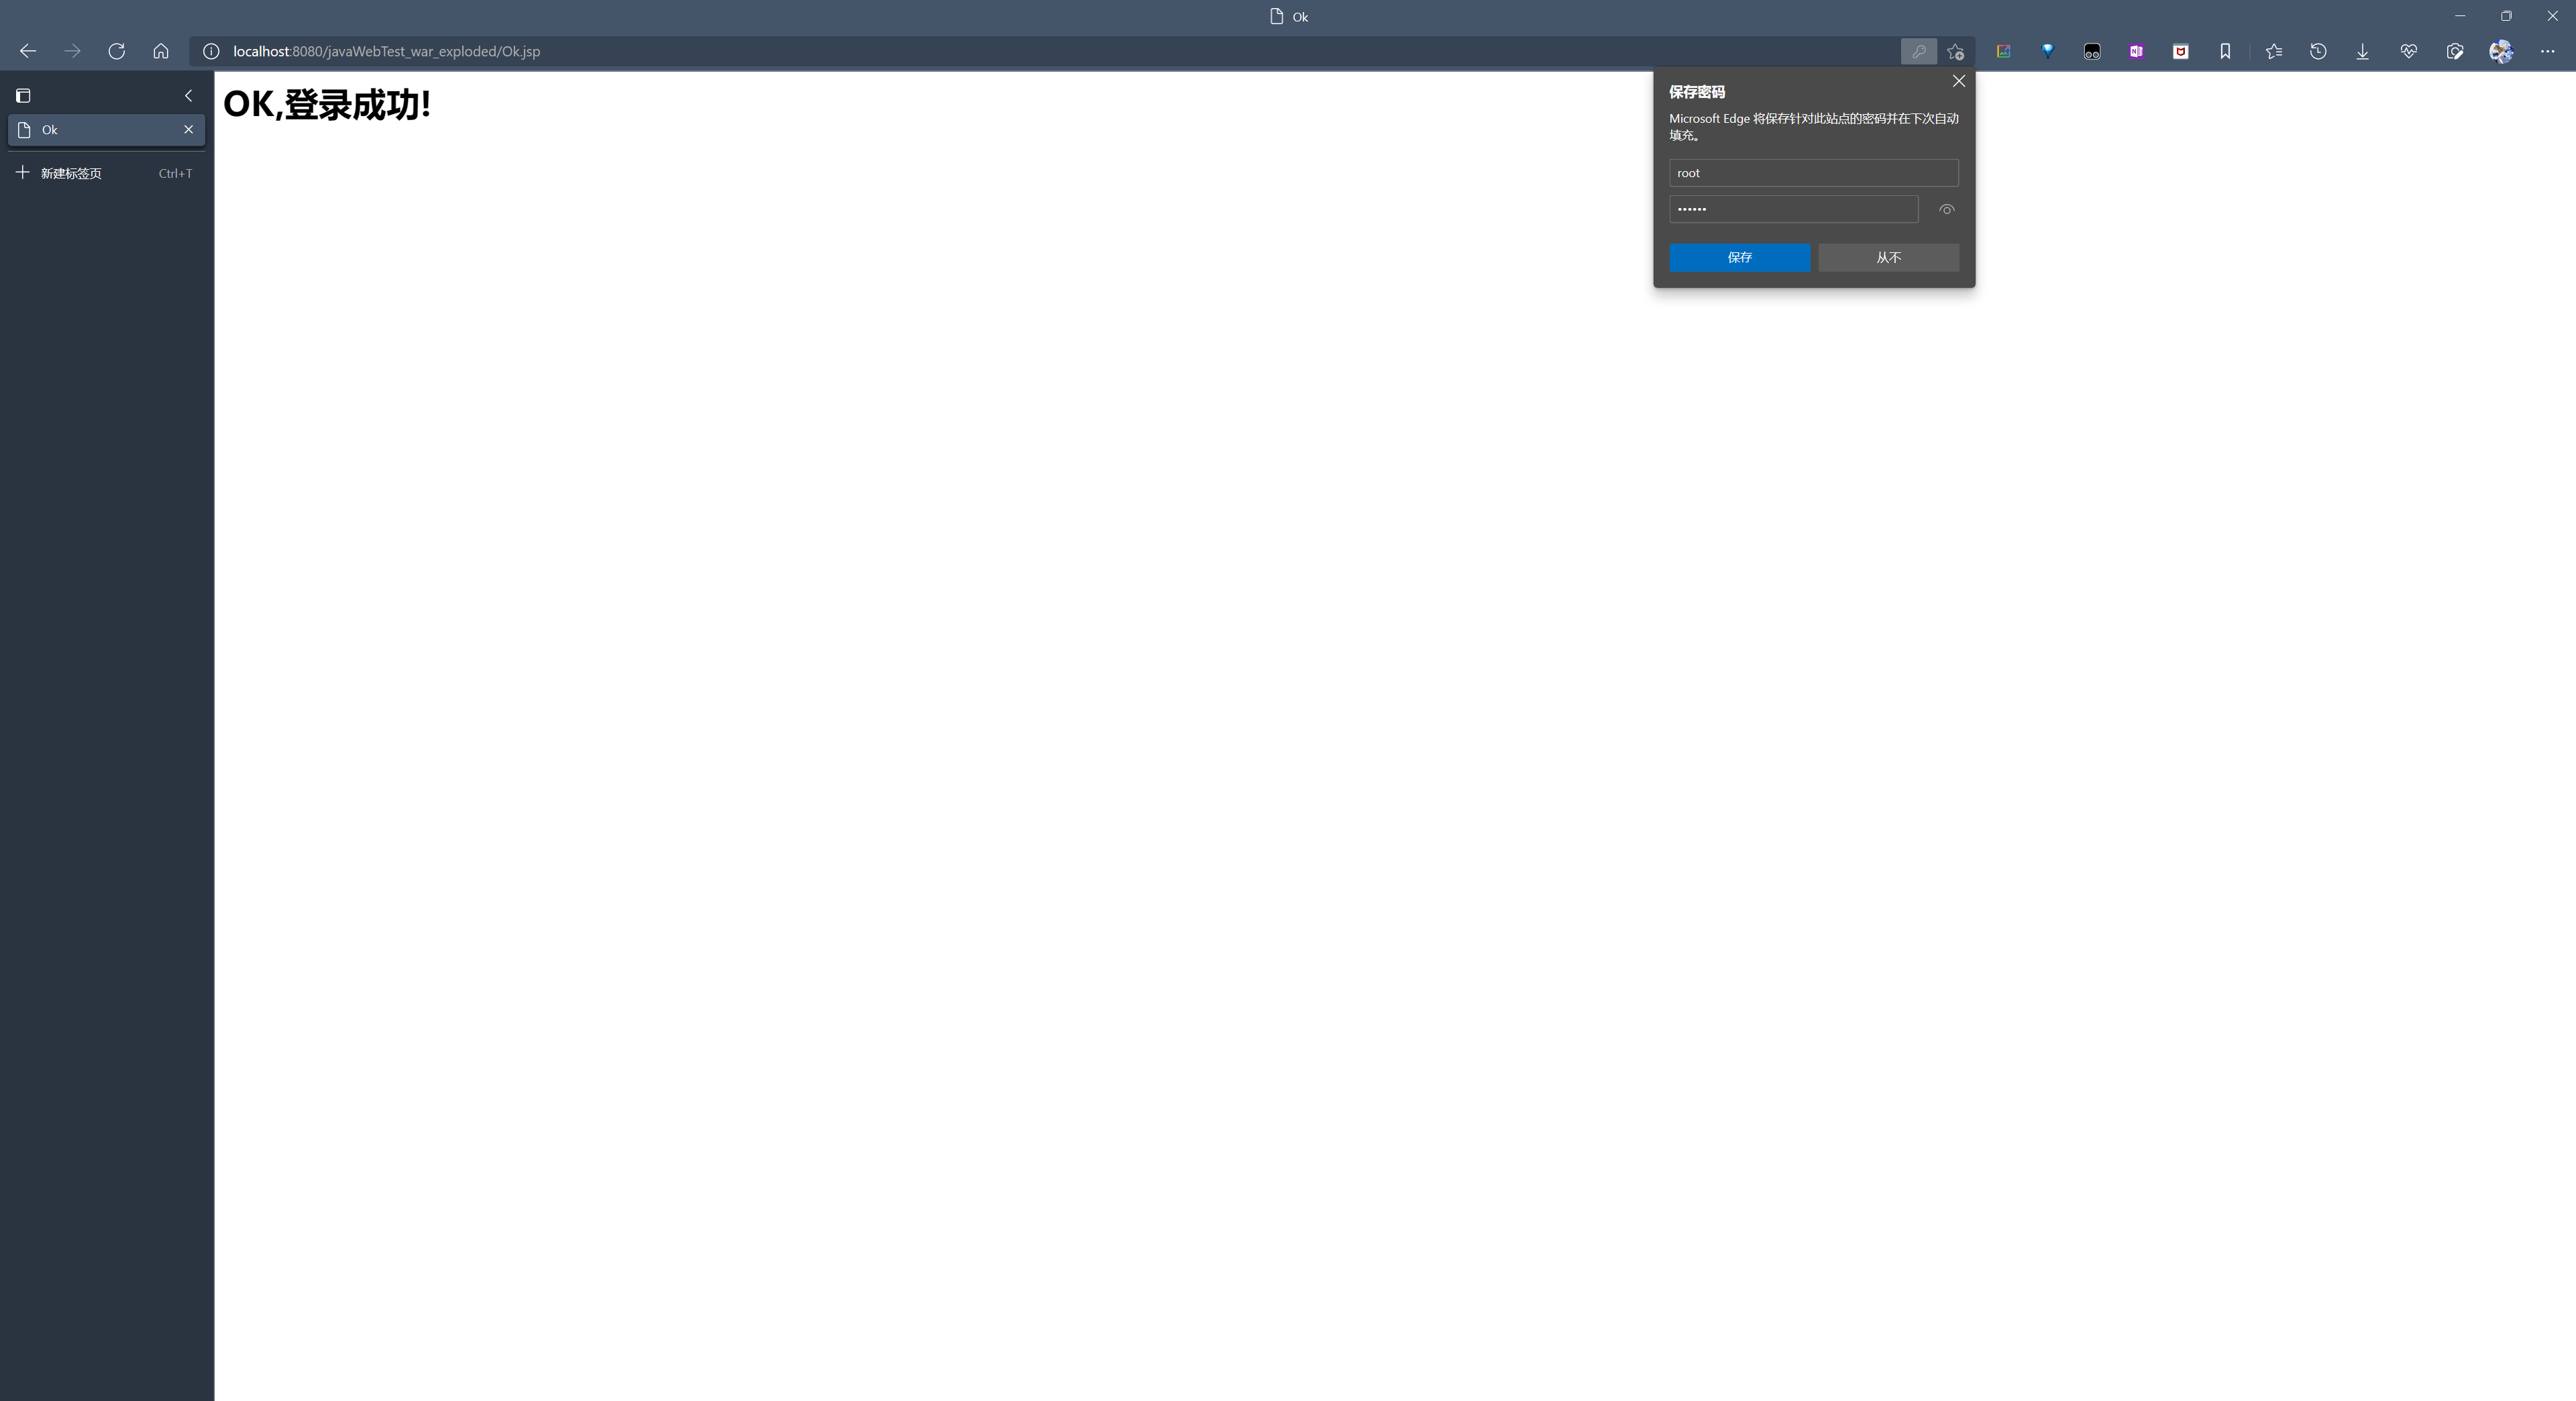 Ok
localhost:8080/javaWebTest_war_exploded/Ok.jsp
Ok
新建标签页 Ctrl+T
OK,登录成功!
保存密码
Microsoft Edge 将保存针对此站点的密码并在下次自动
填充。
root
••••••
保存 从不